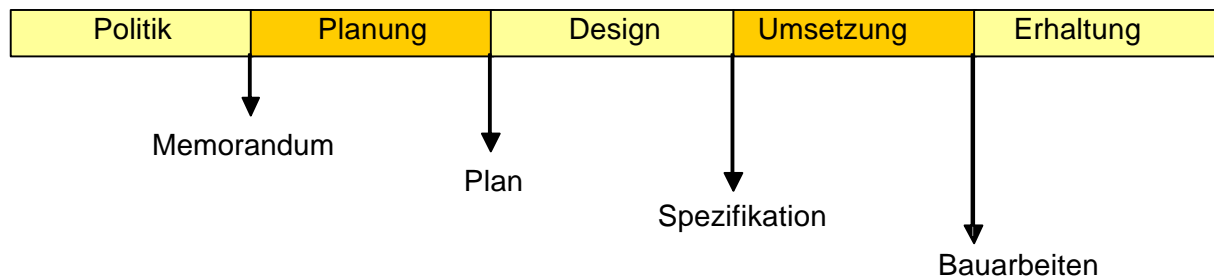 Politik Planung Design Umsetzung Erhaltung
Memorandum
Plan
Spezifikation
Bauarbeiten